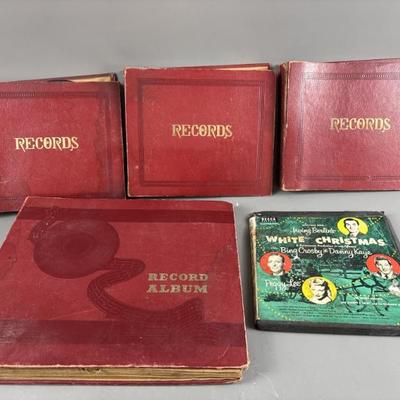 RECORDS
RECORDS
RECORDS
RECORD
ALBUM
DECCA
Irving Berlin's
WHITE CHRISTMAS
Bing Crosby Danny Kaye
Peggy Lee